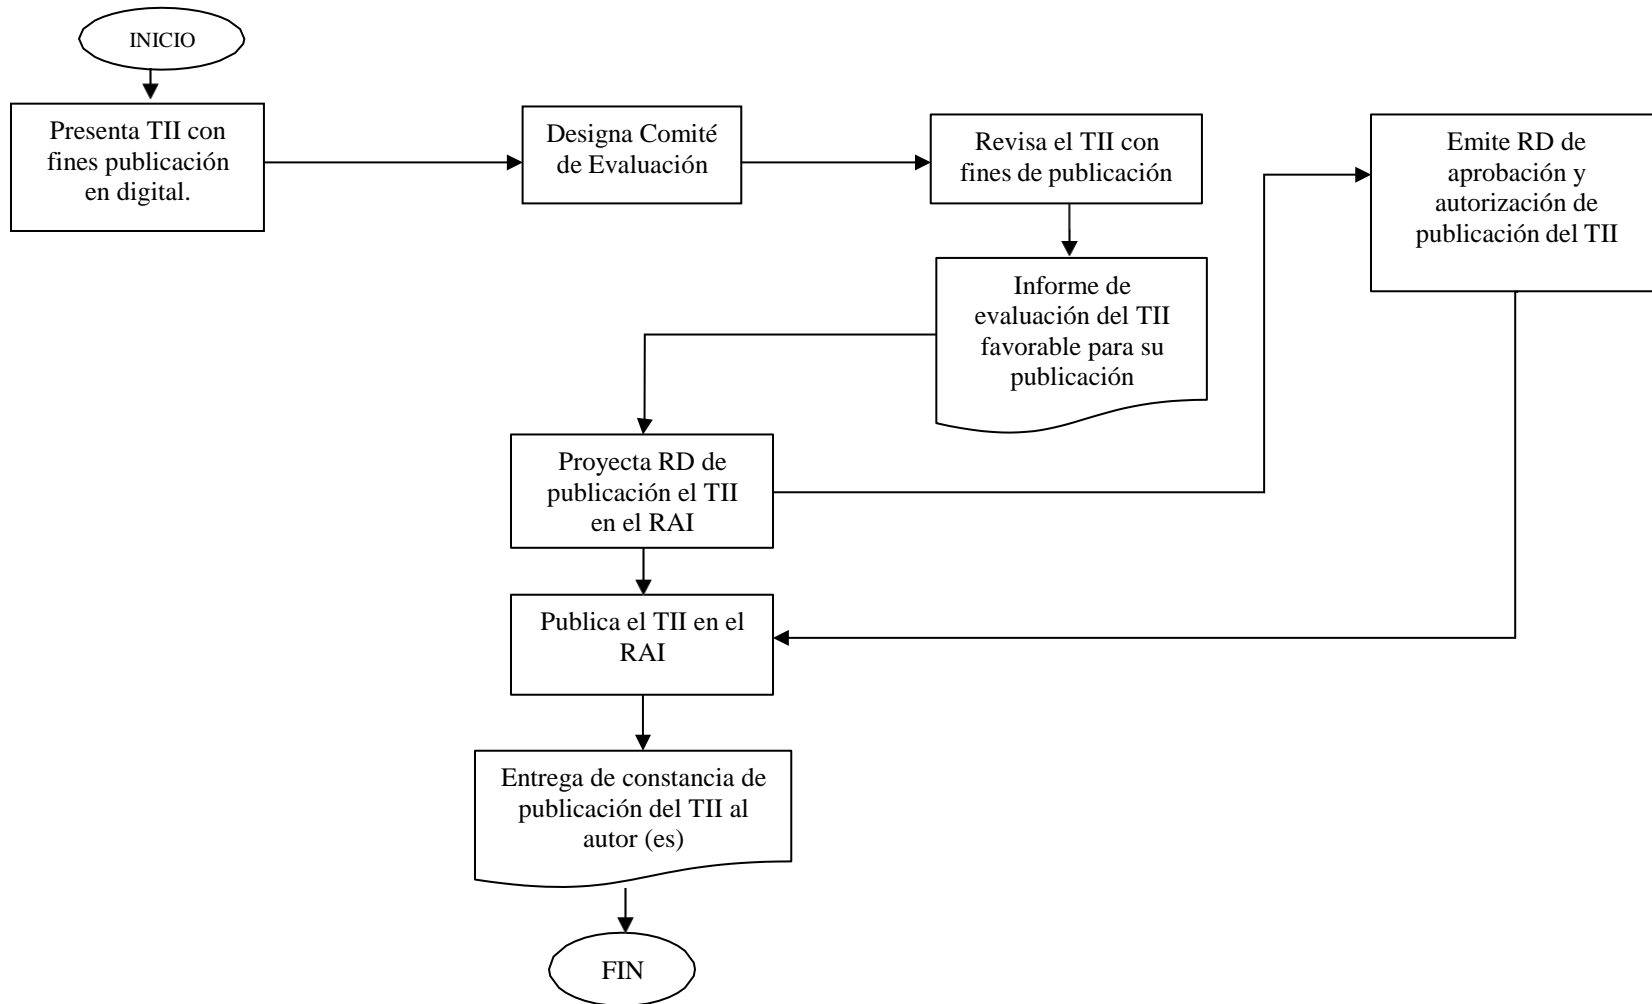 INICIO
Presenta TII con
fines publicación
en digital.
Designa Comité
de Evaluación
Revisa el TII con
fines de publicación
Emite RD de
aprobación y
autorización de
publicación del TII
Informe de
evaluación del TII
favorable para su
publicación
Proyecta RD de
publicación el TII
en el RAI
Publica el TII en el
RAI
Entrega de constancia de
publicación del TII al
autor (es)
FIN